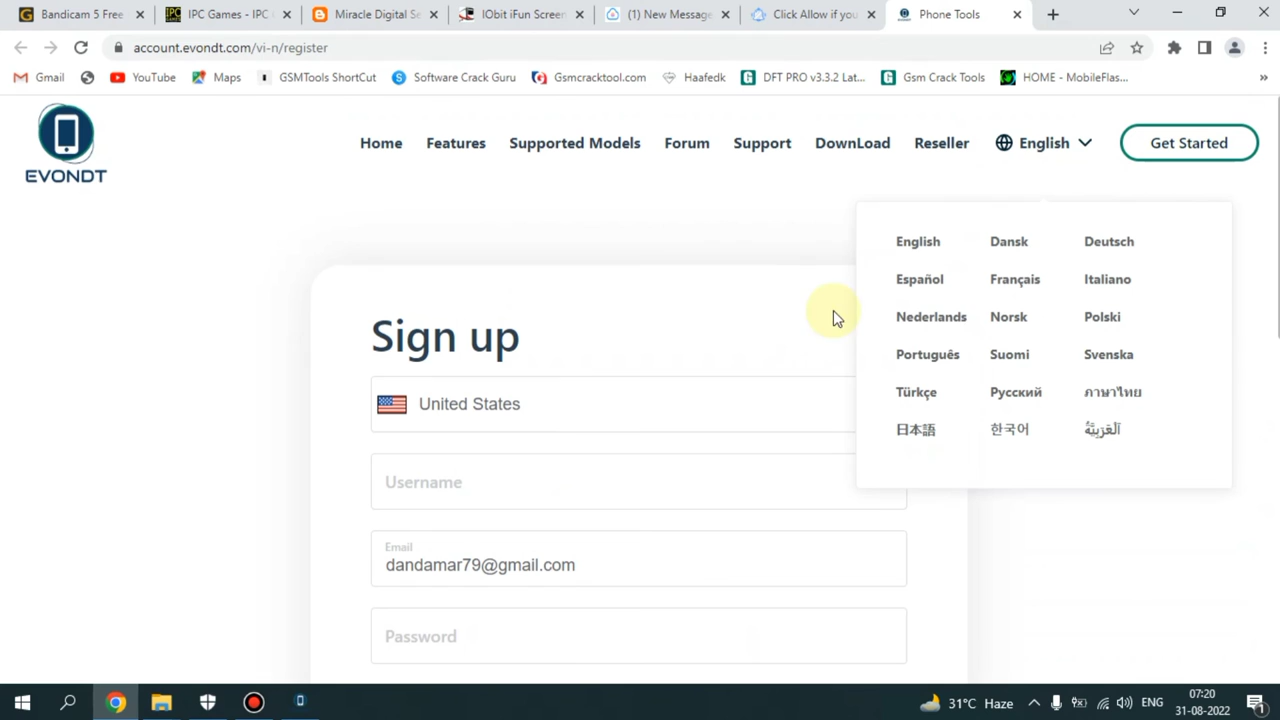 Bandicam 5 Free
IPC Games - IPC
Miracle Digital Se
IObit iFun Screen
(1) New Message
Click Allow if you
Phone Tools
account.evondt.com/vi-n/register
Gmail
YouTube
Maps
GSMTools ShortCut
Software Crack Guru
Gsmcracktool.com
Haafedk
DFT PRO v3.3.2 Lat...
Gsm Crack Tools
HOME - MobileFlas...
»
EVONDT
Home
Features
Supported Models
Forum
Support
DownLoad
Reseller
English
Get Started
English Dansk Deutsch
Español Français Italiano
Nederlands Norsk Polski
Português Suomi Svenska
Türkçe Русский ภาษาไทย
日本語 한국어 اَلْعَرَبِيَّةُ
Sign up
United States
Username
Email
dandamar79@gmail.com
Password
31°C Haze
ENG
07:20
31-08-2022
1